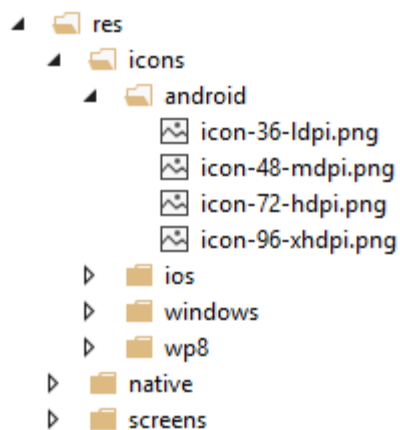 res
icons
android
icon-36-ldpi.png
icon-48-mdpi.png
icon-72-hdpi.png
icon-96-xhdpi.png
ios
windows
wp8
native
screens